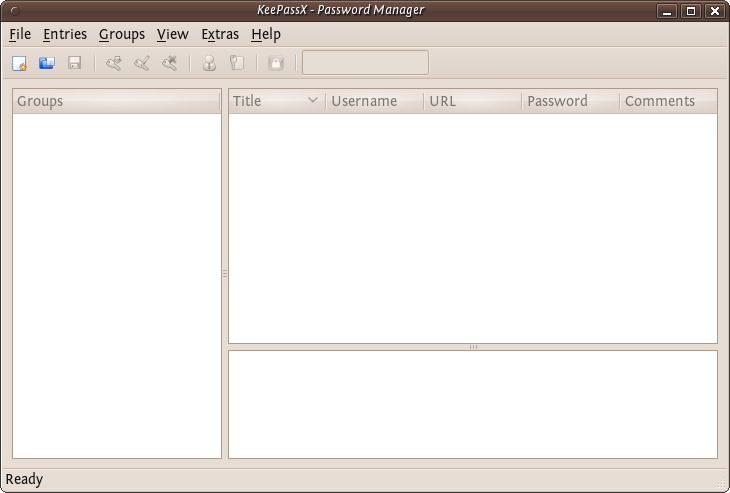 KeePassX - Password Manager
File Entries Groups View Extras Help
Groups Title Username URL Password Comments
Ready